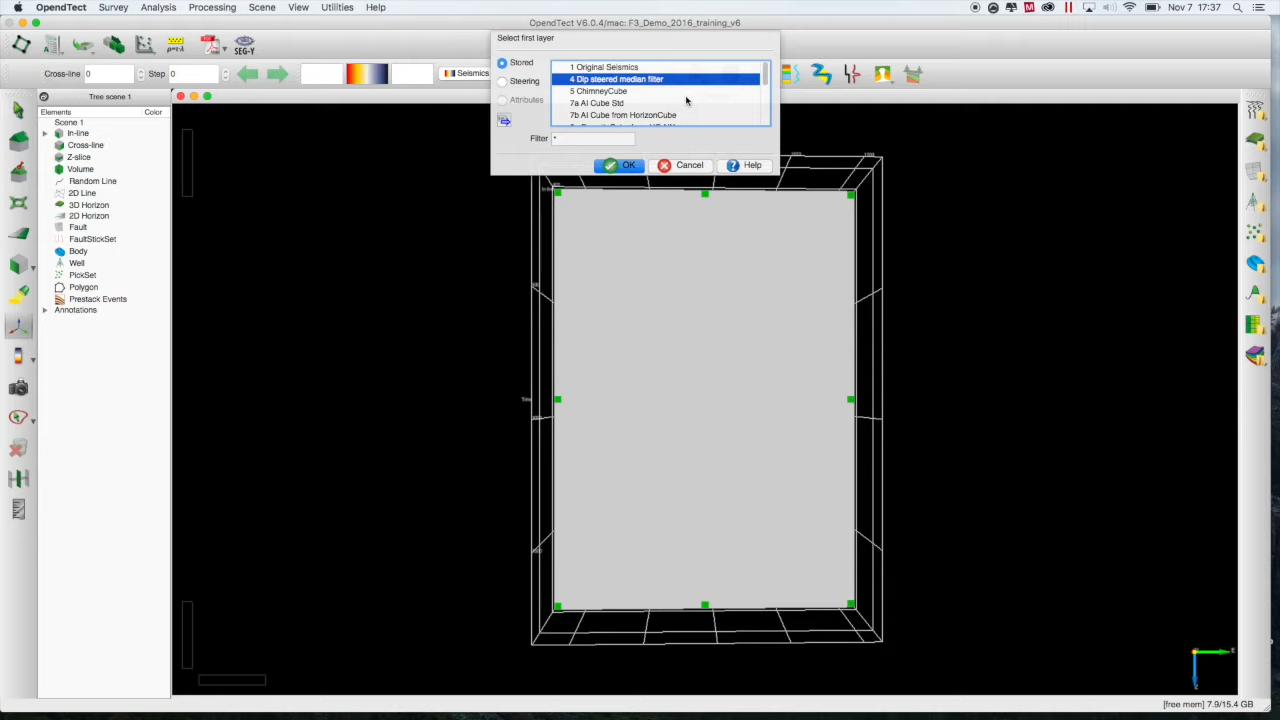 OpendTect Survey Analysis Processing Scene View Utilities Help
Nov 7 17:37
OpendTect V6.0.4/mac: F3_Demo_2016_training_v6
SEG-Y
PDF
Cross-line 0 Step 0
Seismics
Select first layer
Stored
Steering
Attributes
1 Original Seismics
4 Dip steered median filter
5 ChimneyCube
7a AI Cube Std
7b AI Cube from HorizonCube
Filter *
OK Cancel Help
Tree scene 1
Elements Color
Scene 1
In-line
Cross-line
Z-slice
Volume
Random Line
2D Line
3D Horizon
2D Horizon
Fault
FaultStickSet
Body
Well
PickSet
Polygon
Prestack Events
Annotations
Time
E
Z
[free mem] 7.9/15.4 GB